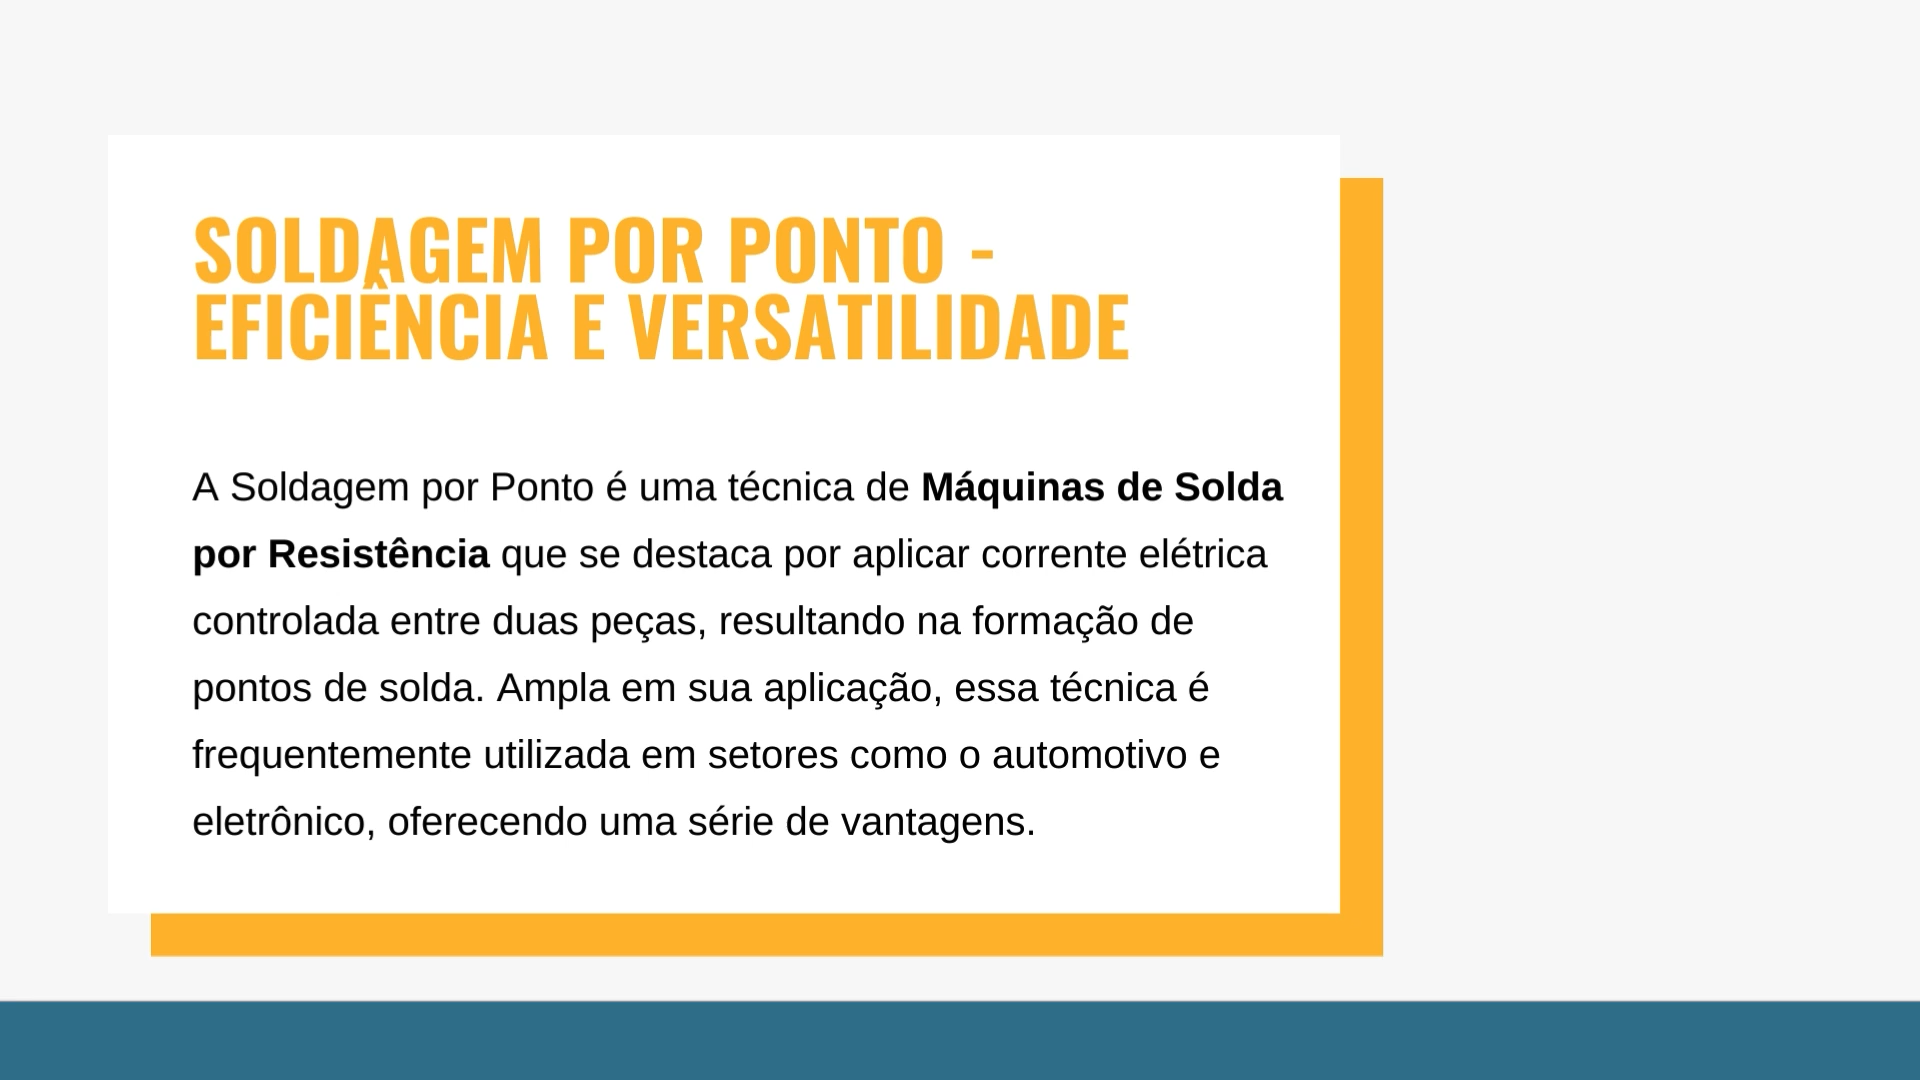 SOLDAGEM POR PONTO -
EFICIÊNCIA E VERSATILIDADE
A Soldagem por Ponto é uma técnica de Máquinas de Solda
por Resistência que se destaca por aplicar corrente elétrica
controlada entre duas peças, resultando na formação de
pontos de solda. Ampla em sua aplicação, essa técnica é
frequentemente utilizada em setores como o automotivo e
eletrônico, oferecendo uma série de vantagens.